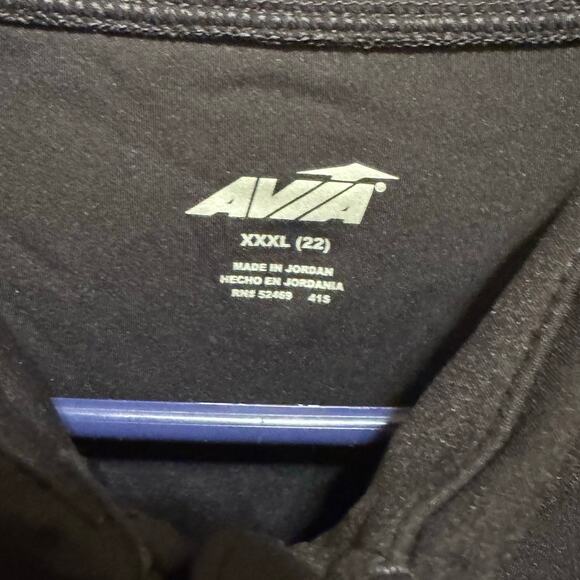 AVIA®
XXXL (22)
MADE IN JORDAN
HECHO EN JORDANIA
RN# 52469 41S